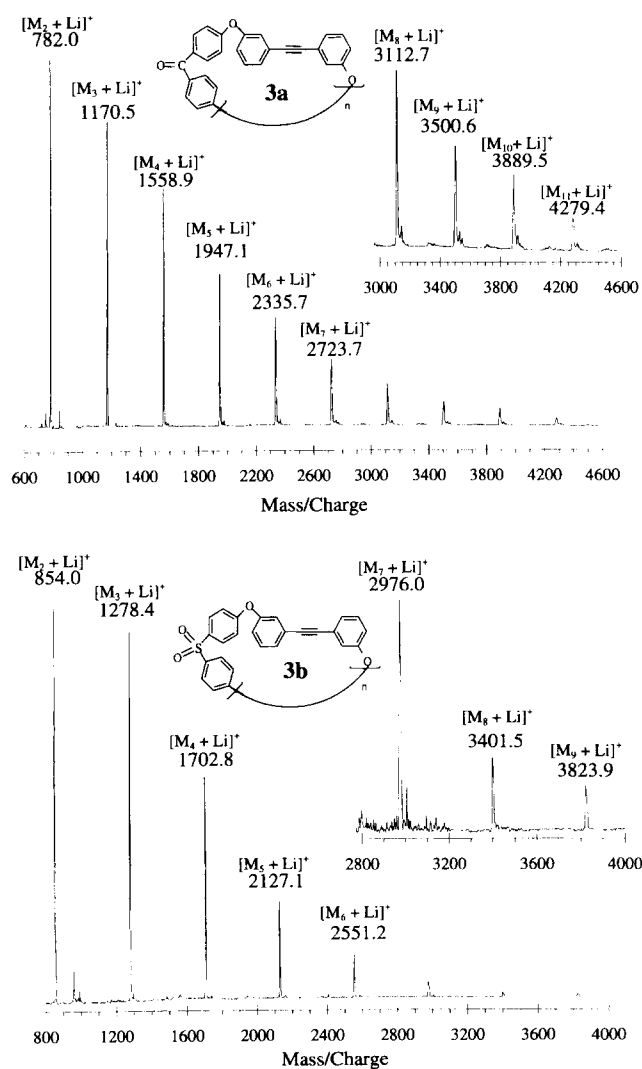 [M₂ + Li]⁺
782.0
[M₃ + Li]⁺
1170.5
[M₄ + Li]⁺
1558.9
[M₅ + Li]⁺
1947.1
[M₆ + Li]⁺
2335.7
[M₇ + Li]⁺
2723.7
O
O=C
O
n
3a
[M₈ + Li]⁺
3112.7
[M₉ + Li]⁺
3500.6
[M₁₀+ Li]⁺
3889.5
[M₁₁+ Li]⁺
4279.4
3000 3400 3800 4200 4600
600 1000 1400 1800 2200 2600 3000 3400 3800 4200 4600
Mass/Charge
[M₂ + Li]⁺
854.0
[M₃ + Li]⁺
1278.4
[M₄ + Li]⁺
1702.8
[M₅ + Li]⁺
2127.1
[M₆ + Li]⁺
2551.2
O
O
S
O
O
n
3b
[M₇ + Li]⁺
2976.0
[M₈ + Li]⁺
3401.5
[M₉ + Li]⁺
3823.9
2800 3200 3600 4000
800 1200 1600 2000 2400 2800 3200 3600 4000
Mass/Charge